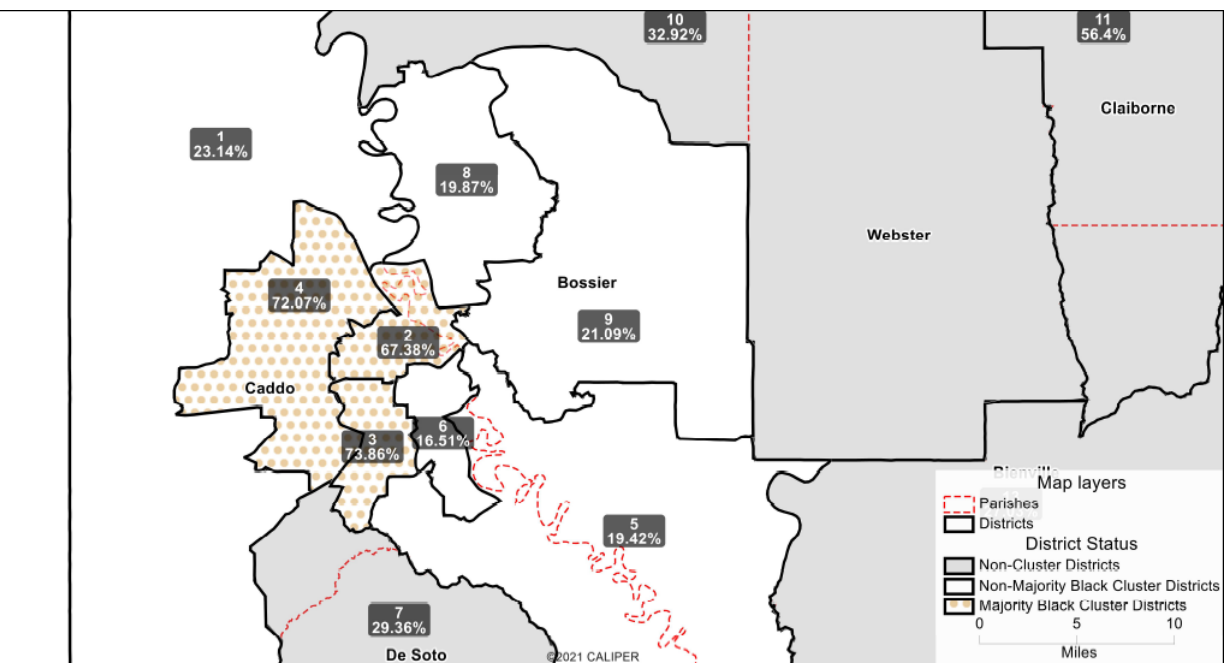 10
32.92%
11
56.4%
Claiborne
1
23.14%
8
19.87%
Webster
Bossier
4
72.07%
9
21.09%
2
67.38%
Caddo
6
16.51%
3
73.86%
Bienville
Map layers
Parishes
Districts
District Status
Non-Cluster Districts
Non-Majority Black Cluster Districts
Majority Black Cluster Districts
0 5 10
Miles
5
19.42%
7
29.36%
De Soto
©2021 CALIPER